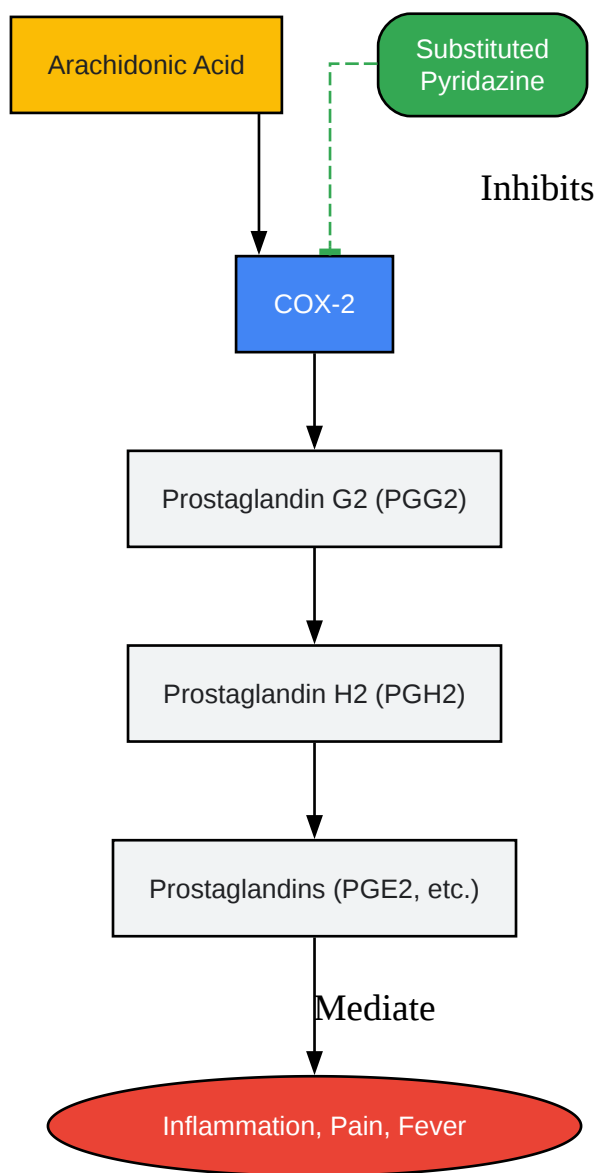 Arachidonic Acid
Substituted
Pyridazine
Inhibits
COX-2
Prostaglandin G2 (PGG2)
Prostaglandin H2 (PGH2)
Prostaglandins (PGE2, etc.)
Mediate
Inflammation, Pain, Fever